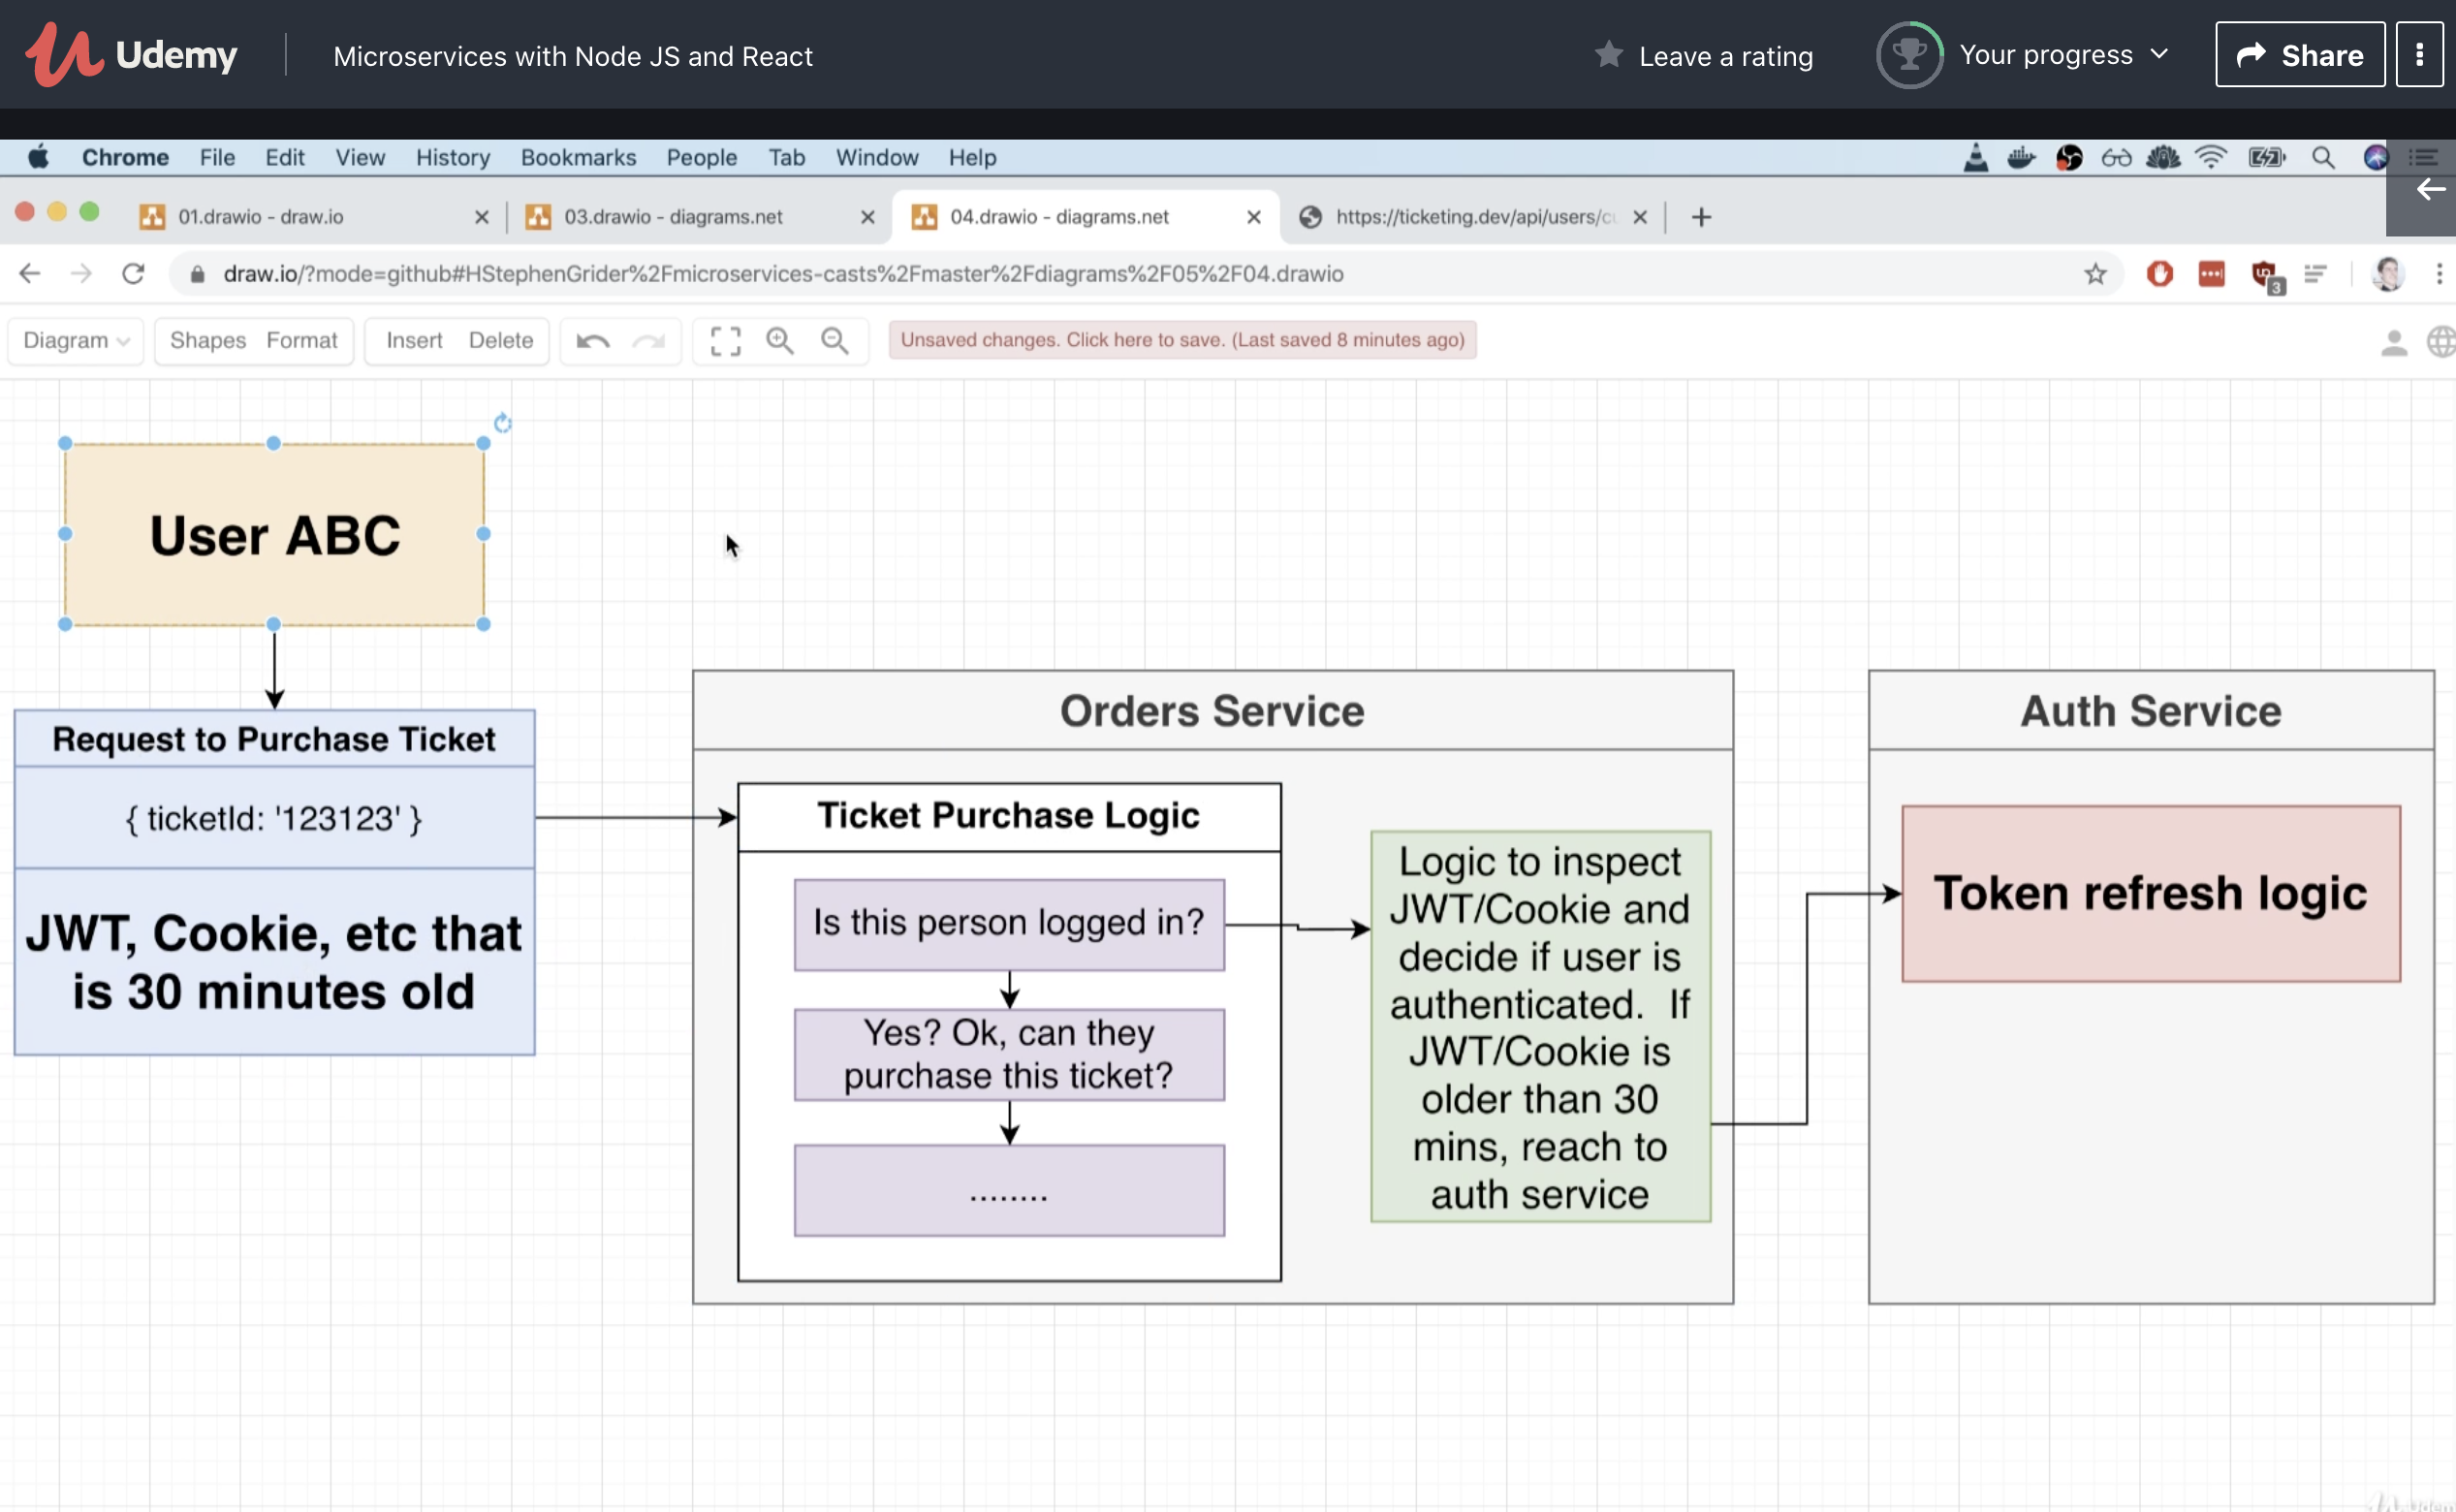 Udemy
Microservices with Node JS and React
Leave a rating
Your progress
Share
Chrome File Edit View History Bookmarks People Tab Window Help
01.drawio - draw.io
03.drawio - diagrams.net
04.drawio - diagrams.net
https://ticketing.dev/api/users/cu
draw.io/?mode=github#HStephenGrider%2Fmicroservices-casts%2Fmaster%2Fdiagrams%2F05%2F04.drawio
3
Diagram
Shapes Format
Insert Delete
Unsaved changes. Click here to save. (Last saved 8 minutes ago)
User ABC
Request to Purchase Ticket
{ ticketId: '123123' }
JWT, Cookie, etc that
is 30 minutes old
Orders Service
Ticket Purchase Logic
Is this person logged in?
Yes? Ok, can they
purchase this ticket?
........
Logic to inspect
JWT/Cookie and
decide if user is
authenticated. If
JWT/Cookie is
older than 30
mins, reach to
auth service
Auth Service
Token refresh logic